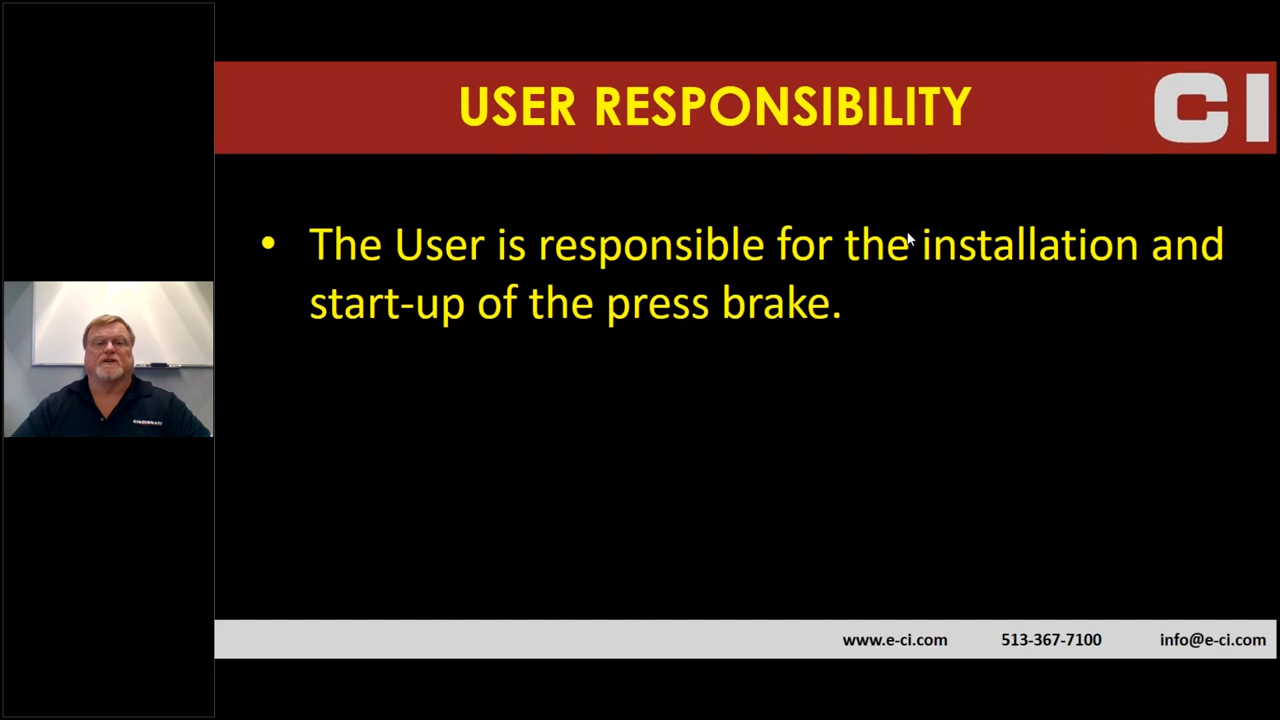 USER RESPONSIBILITY
CI
• The User is responsible for the installation and
start-up of the press brake.
CINCINNATI
www.e-ci.com 513-367-7100 info@e-ci.com